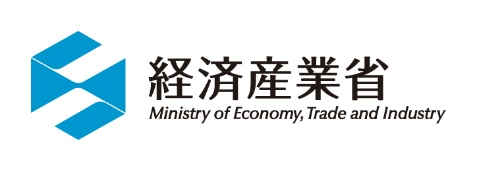 経済産業省
Ministry of Economy, Trade and Industry